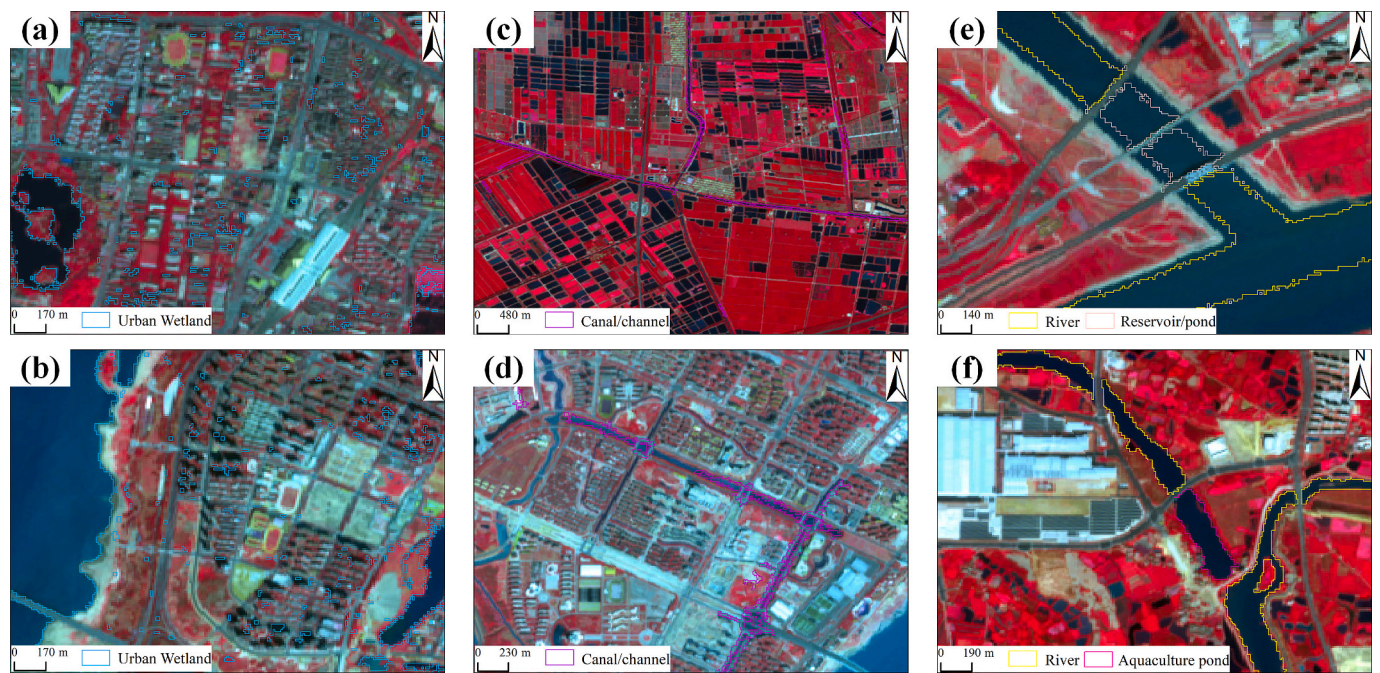 (a)
N
0 170 m
Urban Wetland
(c)
N
0 480 m
Canal/channel
(e)
N
0 140 m
River
Reservoir/pond
(b)
N
0 170 m
Urban Wetland
(d)
N
0 230 m
Canal/channel
(f)
N
0 190 m
River
Aquaculture pond